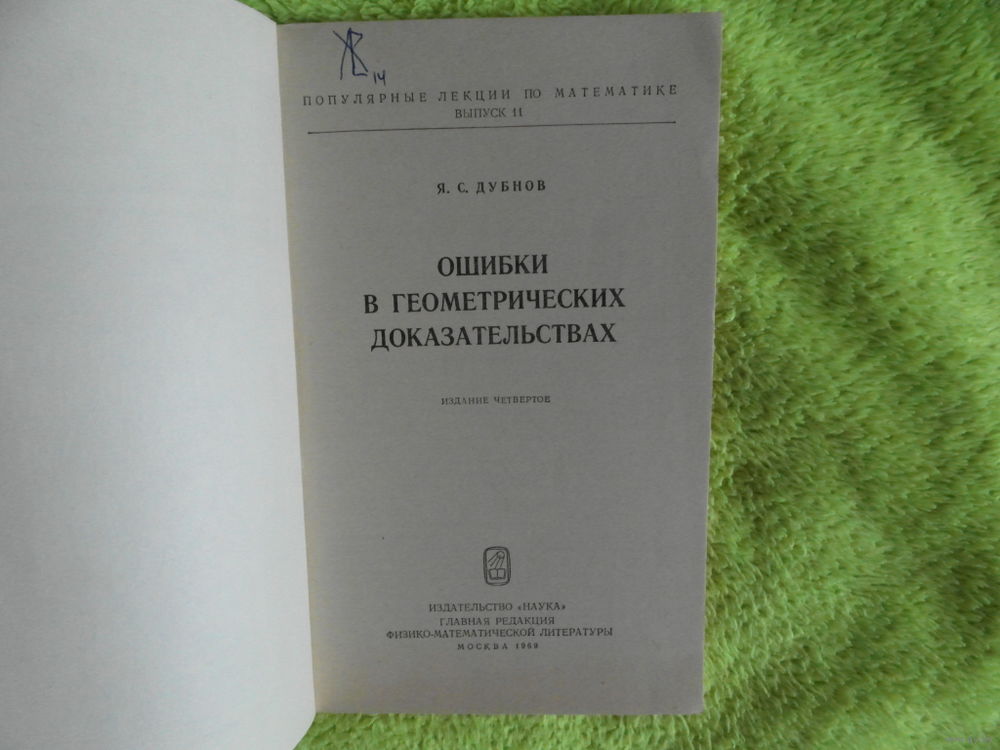 14
ПОПУЛЯРНЫЕ ЛЕКЦИИ ПО МАТЕМАТИКЕ
ВЫПУСК 11
Я. С. ДУБНОВ
ОШИБКИ
В ГЕОМЕТРИЧЕСКИХ
ДОКАЗАТЕЛЬСТВАХ
ИЗДАНИЕ ЧЕТВЕРТОЕ
ИЗДАТЕЛЬСТВО «НАУКА»
ГЛАВНАЯ РЕДАКЦИЯ
ФИЗИКО-МАТЕМАТИЧЕСКОЙ ЛИТЕРАТУРЫ
МОСКВА 1969